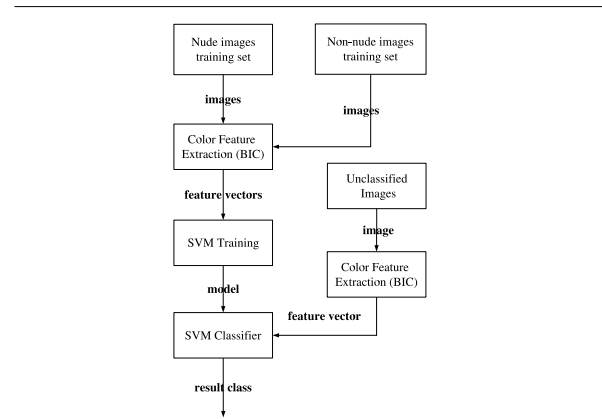 Nude images
training set
Non-nude images
training set
images
images
Color Feature
Extraction (BIC)
Unclassified
Images
feature vectors
image
SVM Training
Color Feature
Extraction (BIC)
model
feature vector
SVM Classifier
result class